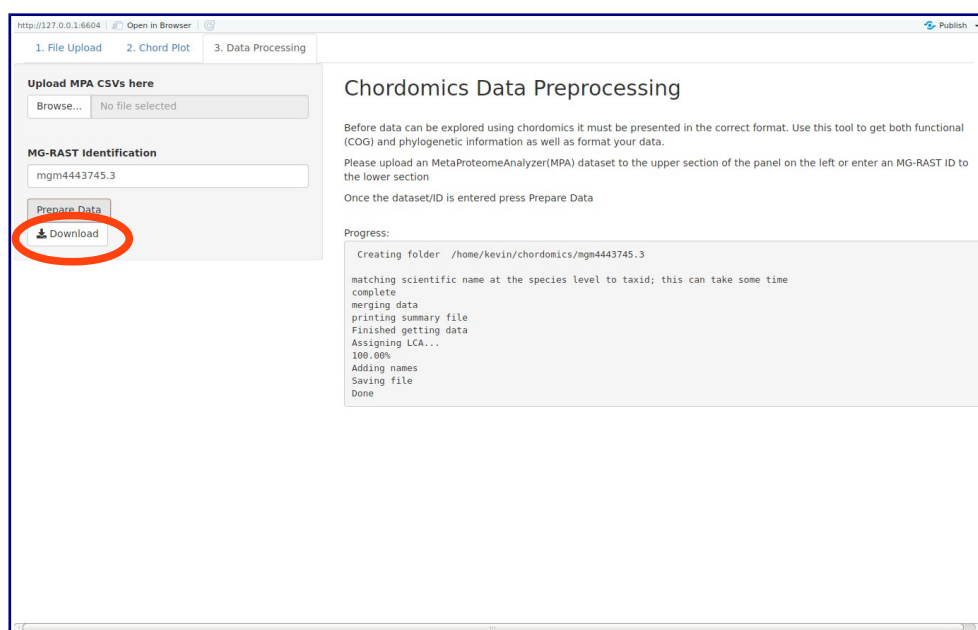 http://127.0.0.1:6604 Open in Browser Publish
1. File Upload 2. Chord Plot 3. Data Processing
Upload MPA CSVs here
Browse... No file selected
MG-RAST Identification
mgm4443745.3
Prepare Data
Download
Chordomics Data Preprocessing
Before data can be explored using chordomics it must be presented in the correct format. Use this tool to get both functional
(COG) and phylogenetic information as well as format your data.
Please upload an MetaProteomeAnalyzer(MPA) dataset to the upper section of the panel on the left or enter an MG-RAST ID to
the lower section
Once the dataset/ID is entered press Prepare Data
Progress:
Creating folder /home/kevin/chordomics/mgm4443745.3
matching scientific name at the species level to taxid; this can take some time
complete
merging data
printing summary file
Finished getting data
Assigning LCA...
100.00%
Adding names
Saving file
Done